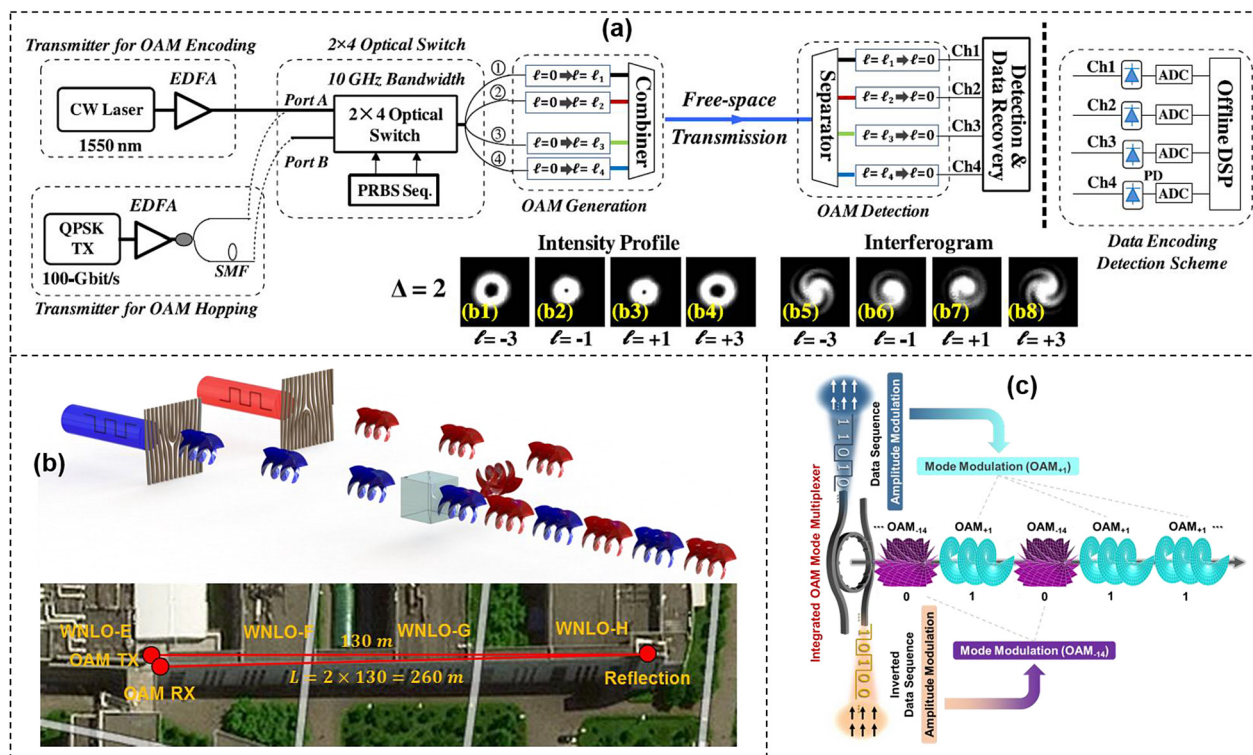 (a)
Transmitter for OAM Encoding
EDFA
CW Laser
1550 nm
2×4 Optical Switch
10 GHz Bandwidth
Port A
2×4 Optical
Switch
Port B
PRBS Seq.
EDFA
QPSK
TX
100-Gbit/s
SMF
Transmitter for OAM Hopping
①
②
③
④
ℓ=0➔ℓ= ℓ₁
ℓ=0➔ℓ= ℓ₂
ℓ=0➔ℓ= ℓ₃
ℓ=0➔ℓ= ℓ₄
Combiner
OAM Generation
Free-space
Transmission
Separator
ℓ= ℓ₁➔ℓ=0
ℓ= ℓ₂➔ℓ=0
ℓ= ℓ₃➔ℓ=0
ℓ= ℓ₄➔ℓ=0
OAM Detection
Ch1
Ch2
Ch3
Ch4
Detection &
Data Recovery
Ch1
Ch2
Ch3
Ch4
PD
ADC
ADC
ADC
ADC
Offline DSP
Data Encoding
Detection Scheme
Intensity Profile
Interferogram
Δ = 2
(b1)
(b2)
(b3)
(b4)
(b5)
(b6)
(b7)
(b8)
ℓ= -3
ℓ= -1
ℓ= +1
ℓ= +3
ℓ= -3
ℓ= -1
ℓ= +1
ℓ= +3
(b)
WNLO-E
WNLO-F
WNLO-G
WNLO-H
OAM TX
130 m
OAM RX
L = 2 × 130 = 260 m
Reflection
(c)
Integrated OAM Mode Multiplexer
... 1 1 0 1 0 ...
Data Sequence
Amplitude Modulation
Mode Modulation (OAM₊₁)
··· OAM₋₁₄
OAM₊₁
OAM₋₁₄
OAM₊₁
OAM₊₁ ···
0
1
0
1
1
Mode Modulation (OAM₋₁₄)
... 1 0 1 0 0 ...
Inverted
Data Sequence
Amplitude Modulation